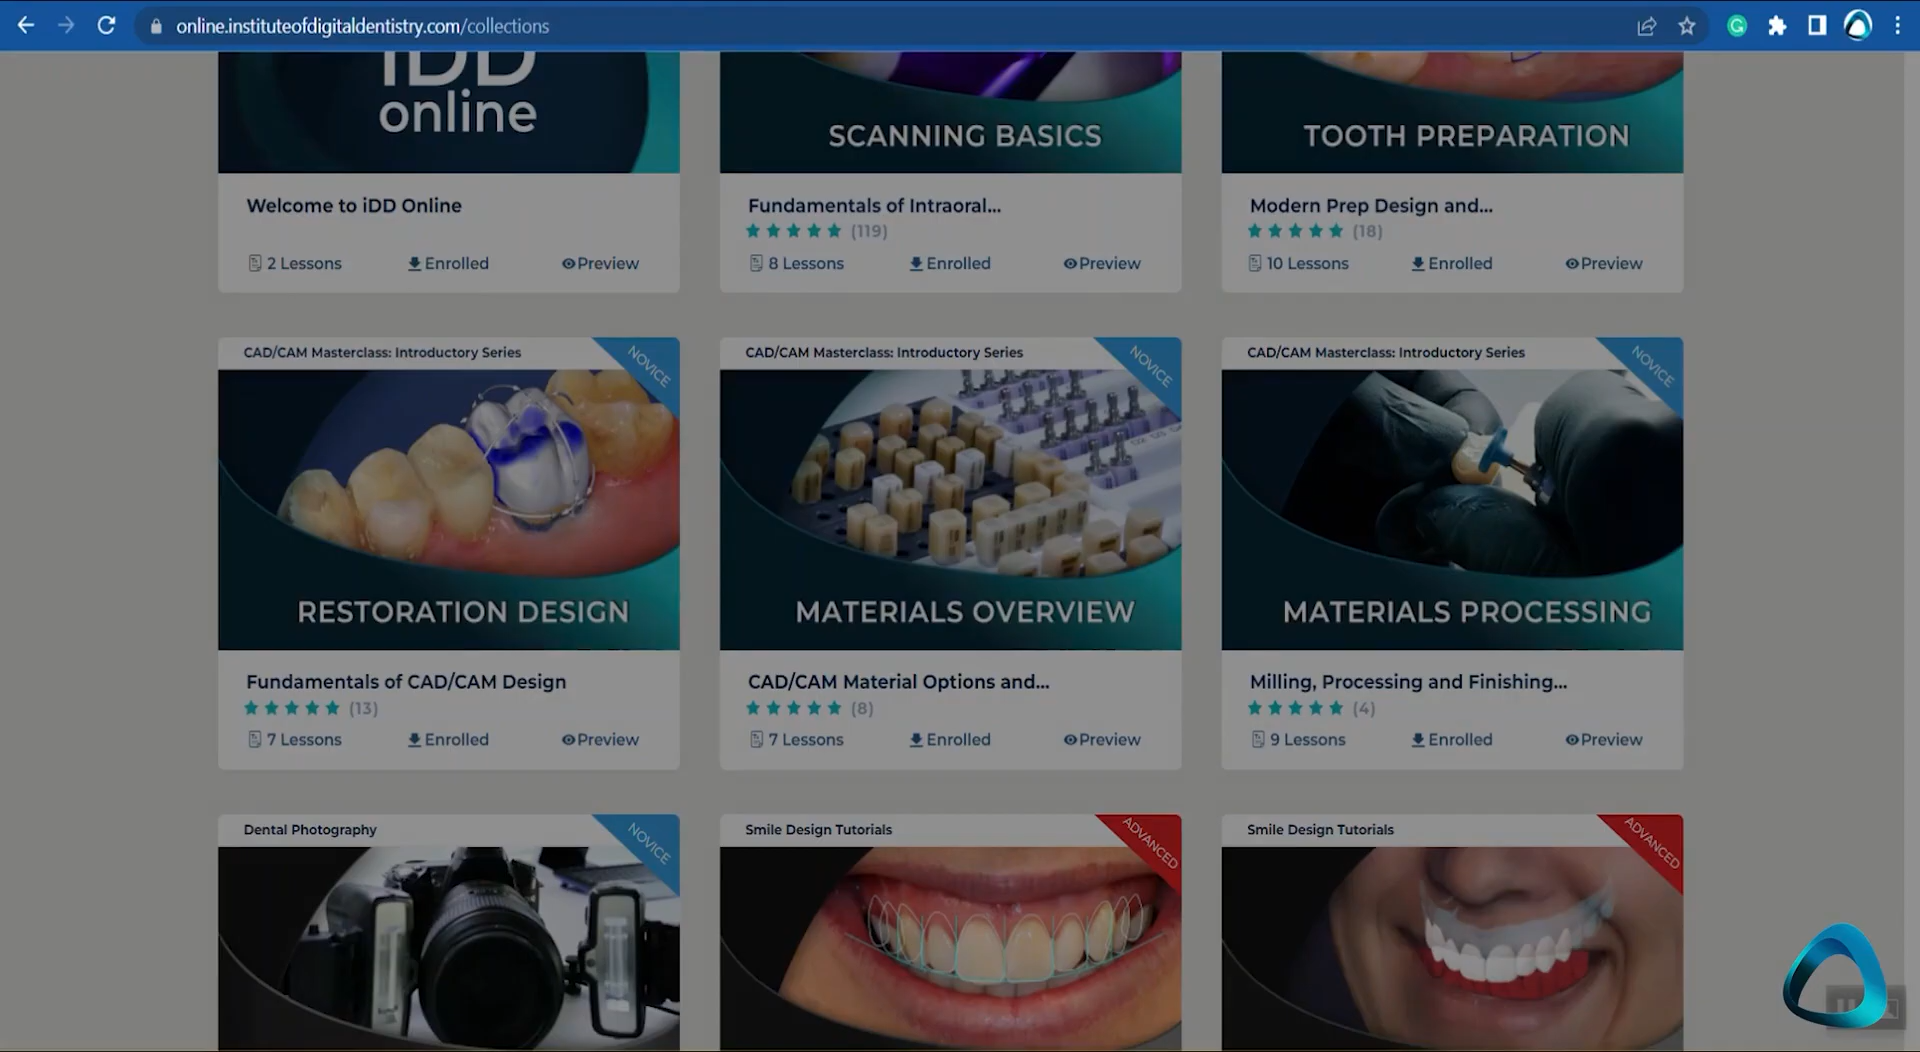 online.instituteofdigitaldentistry.com/collections
iDD
online
SCANNING BASICS
TOOTH PREPARATION
Welcome to iDD Online
Fundamentals of Intraoral...
(119)
Modern Prep Design and...
(18)
2 Lessons Enrolled Preview
8 Lessons Enrolled Preview
10 Lessons Enrolled Preview
CAD/CAM Masterclass: Introductory Series
NOVICE
CAD/CAM Masterclass: Introductory Series
NOVICE
CAD/CAM Masterclass: Introductory Series
NOVICE
RESTORATION DESIGN
MATERIALS OVERVIEW
MATERIALS PROCESSING
Fundamentals of CAD/CAM Design
(13)
CAD/CAM Material Options and...
(8)
Milling, Processing and Finishing...
(4)
7 Lessons Enrolled Preview
7 Lessons Enrolled Preview
9 Lessons Enrolled Preview
Dental Photography
NOVICE
Smile Design Tutorials
ADVANCED
Smile Design Tutorials
ADVANCED